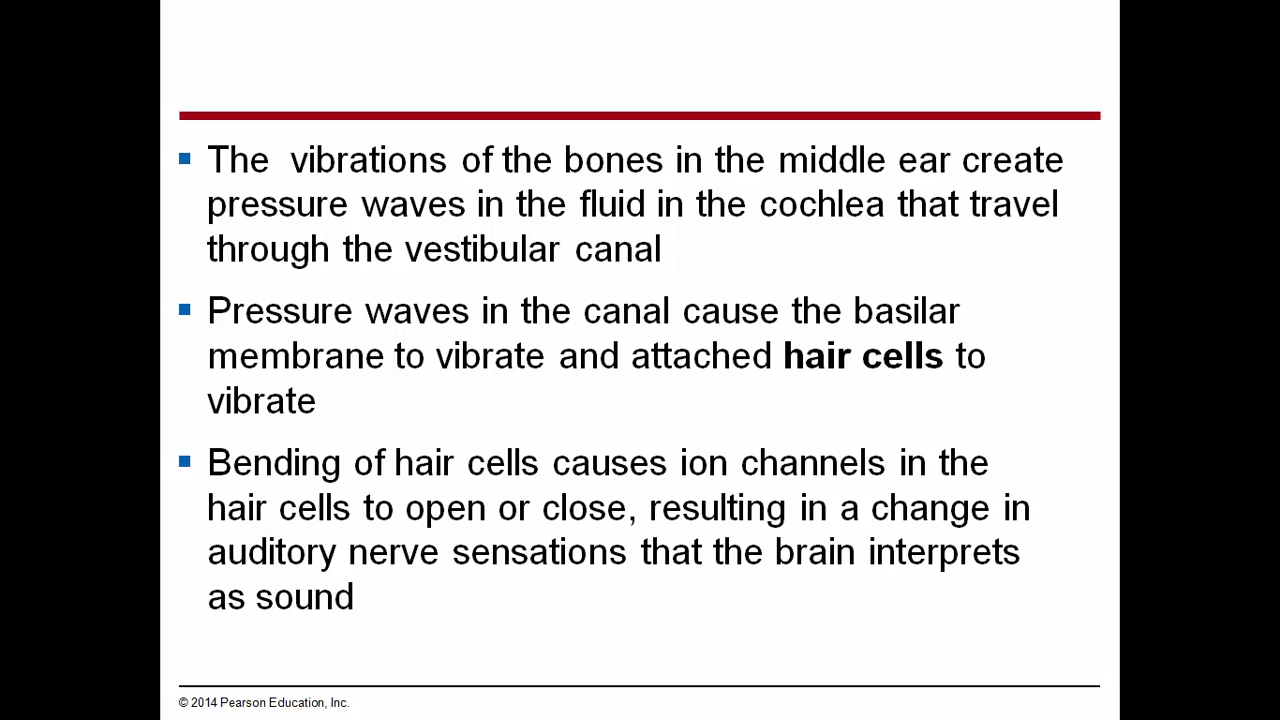 The  vibrations of the bones in the middle ear create
pressure waves in the fluid in the cochlea that travel
through the vestibular canal
Pressure waves in the canal cause the basilar
membrane to vibrate and attached hair cells to
vibrate
Bending of hair cells causes ion channels in the
hair cells to open or close, resulting in a change in
auditory nerve sensations that the brain interprets
as sound
© 2014 Pearson Education, Inc.